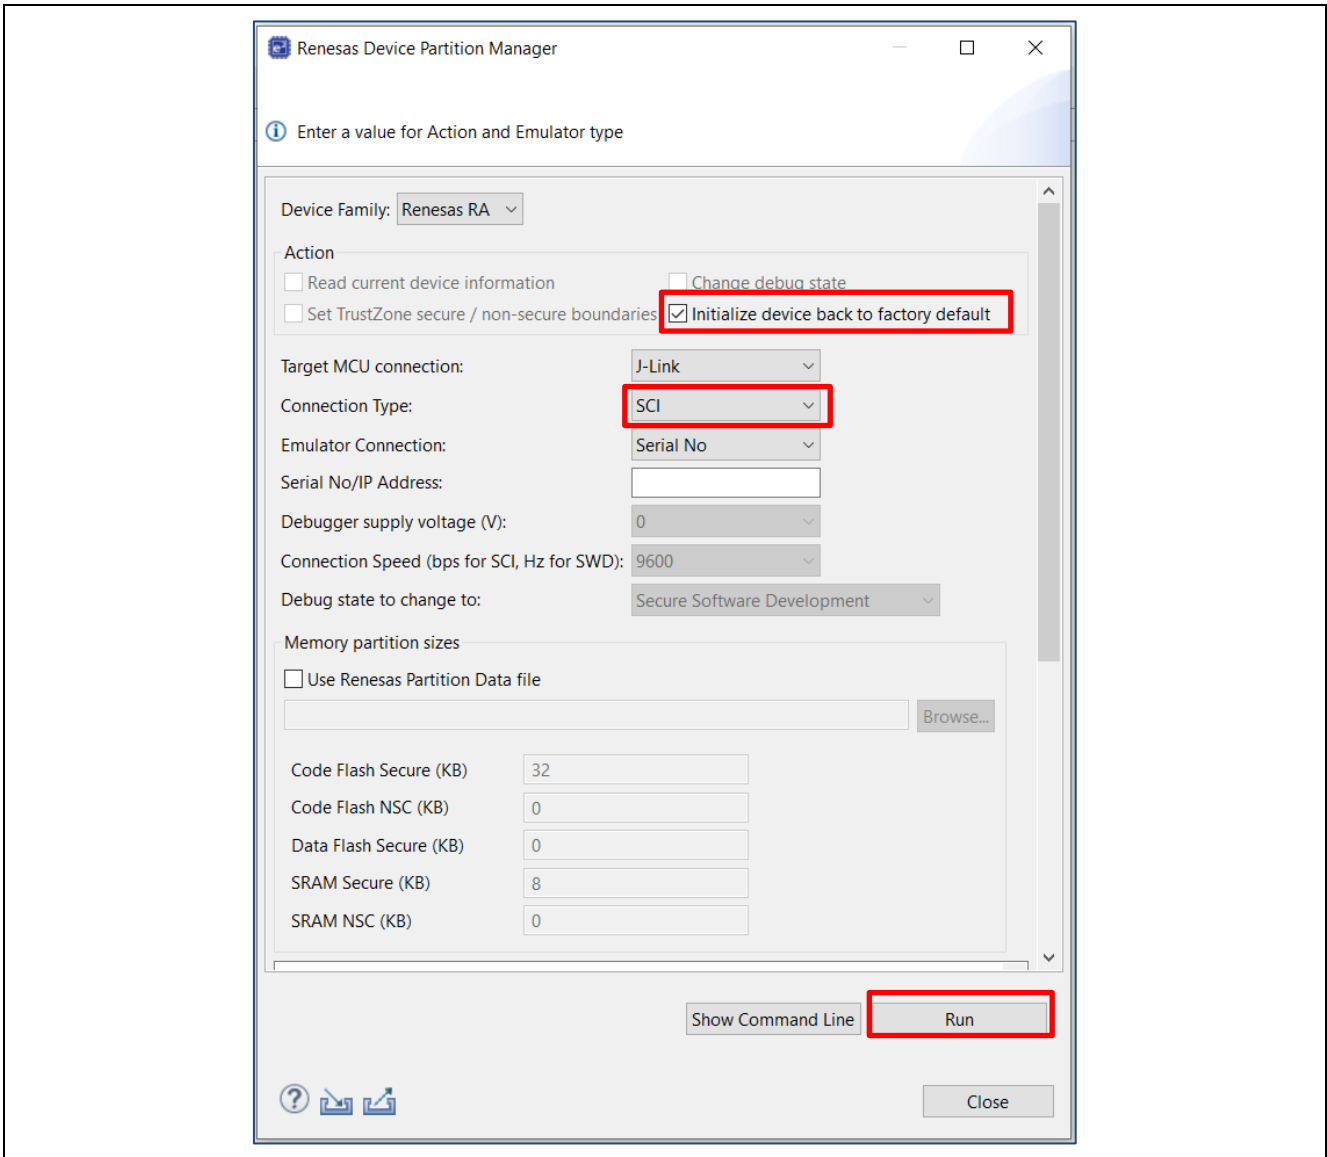 Renesas Device Partition Manager
Enter a value for Action and Emulator type
Device Family: Renesas RA
Action
Read current device information Change debug state
Set TrustZone secure / non-secure boundaries Initialize device back to factory default
Target MCU connection: J-Link
Connection Type: SCI
Emulator Connection: Serial No
Serial No/IP Address:
Debugger supply voltage (V): 0
Connection Speed (bps for SCI, Hz for SWD): 9600
Debug state to change to: Secure Software Development
Memory partition sizes
Use Renesas Partition Data file
Browse...
Code Flash Secure (KB) 32
Code Flash NSC (KB) 0
Data Flash Secure (KB) 0
SRAM Secure (KB) 8
SRAM NSC (KB) 0
Show Command Line Run
Close